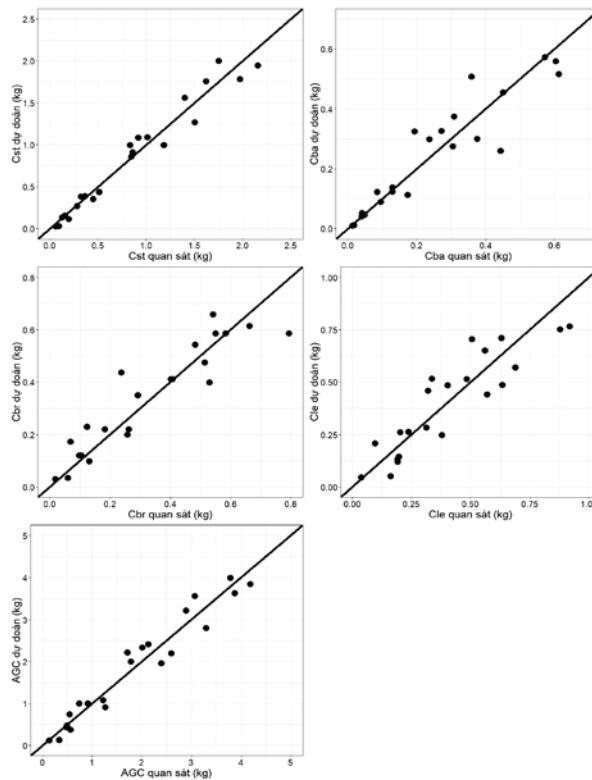 2.5
2.0
1.5
1.0
0.5
0.0
Cst dự đoán (kg)
0.0 0.5 1.0 1.5 2.0 2.5
Cst quan sát (kg)
0.6
0.4
0.2
0.0
Cba dự đoán (kg)
0.0 0.2 0.4 0.6
Cba quan sát (kg)
0.8
0.6
0.4
0.2
0.0
Cbr dự đoán (kg)
0.0 0.2 0.4 0.6 0.8
Cbr quan sát (kg)
1.00
0.75
0.50
0.25
0.00
Cle dự đoán (kg)
0.00 0.25 0.50 0.75 1.0
Cle quan sát (kg)
5
4
3
2
1
0
AGC dự đoán (kg)
0 1 2 3 4 5
AGC quan sát (kg)